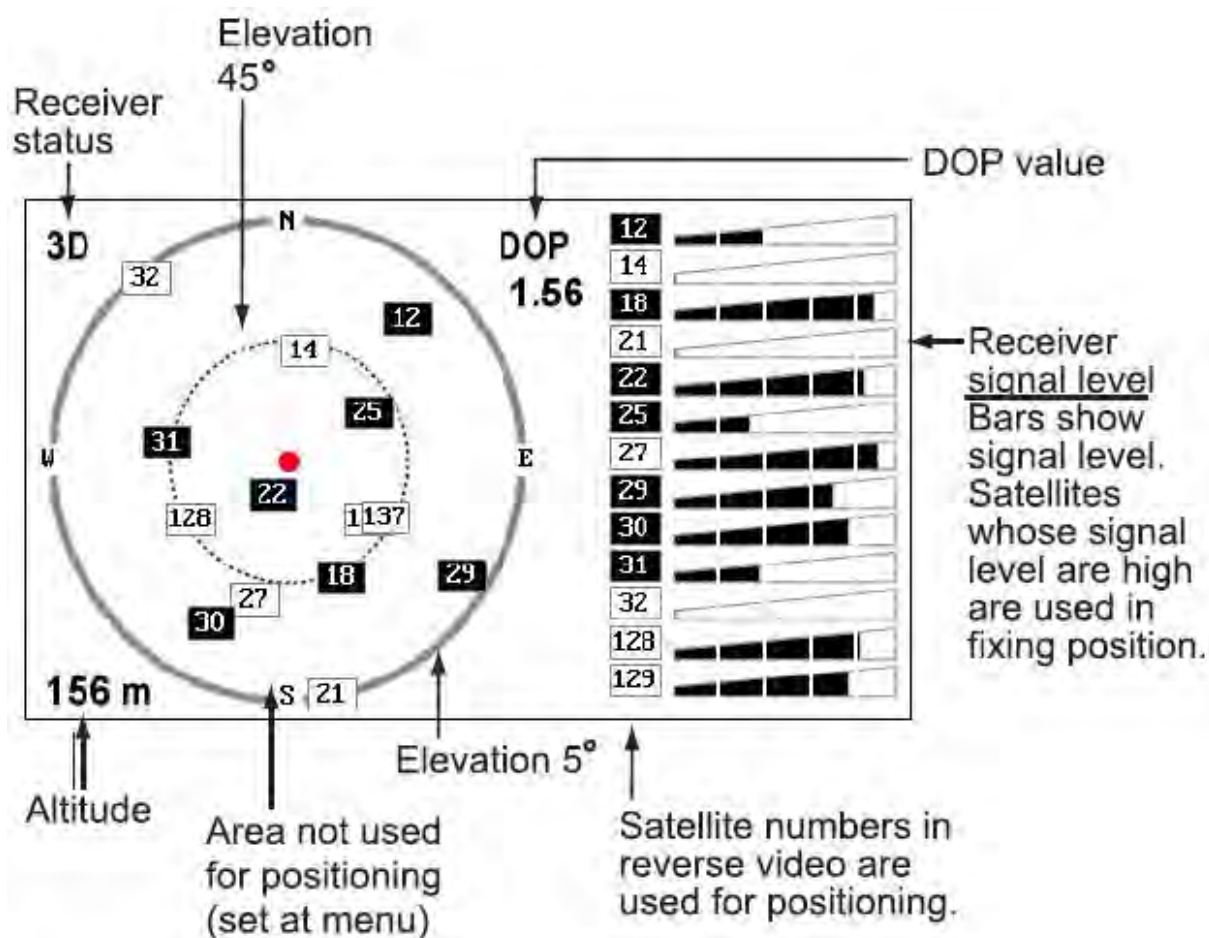 Elevation
45°
Receiver
status
DOP value
3D
N
DOP
1.56
32
12
14
25
31
W
E
22
128
137
18
29
27
30
156 m
S
21
12
14
18
21
22
25
27
29
30
31
32
128
129
Receiver
signal level
Bars show
signal level.
Satellites
whose signal
level are high
are used in
fixing position.
Elevation 5°
Altitude
Area not used
for positioning
(set at menu)
Satellite numbers in
reverse video are
used for positioning.